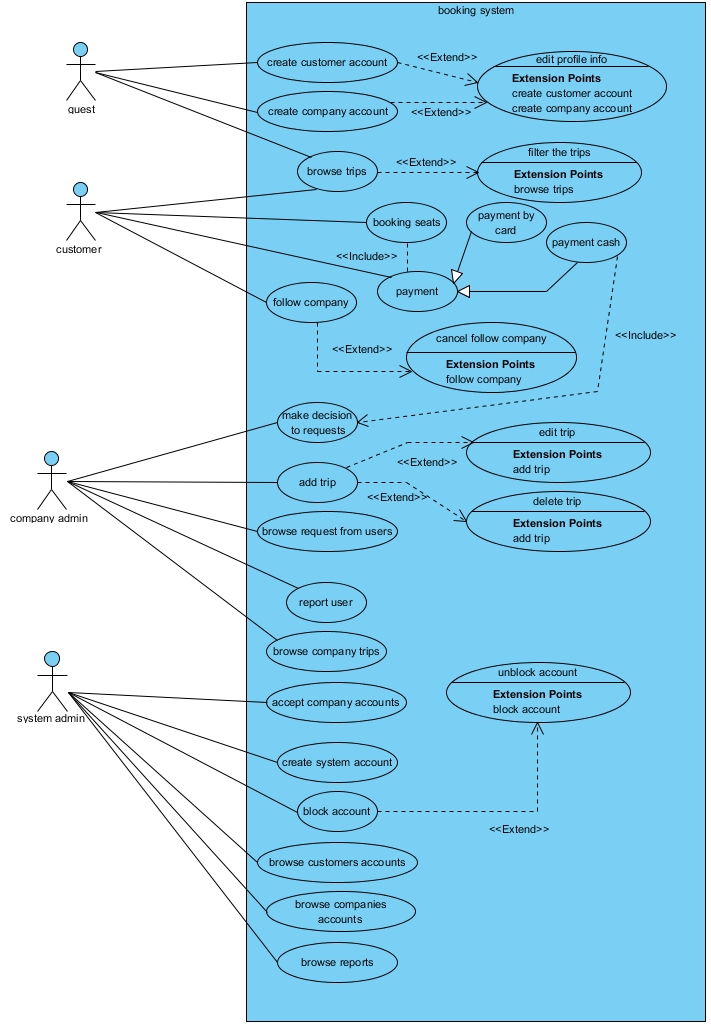 booking system
create customer account
<<Extend>>
edit profile info
Extension Points
create customer account
create company account
guest
create company account
<<Extend>>
browse trips
<<Extend>>
filter the trips
Extension Points
browse trips
customer
booking seats
payment by
card
payment cash
<<Include>>
payment
follow company
<<Include>>
<<Extend>>
cancel follow company
Extension Points
follow company
make decision
to requests
edit trip
Extension Points
add trip
<<Extend>>
company admin
add trip
<<Extend>>
delete trip
Extension Points
add trip
browse request from users
report user
browse company trips
system admin
accept company accounts
unblock account
Extension Points
block account
create system account
block account
<<Extend>>
browse customers accounts
browse companies
accounts
browse reports